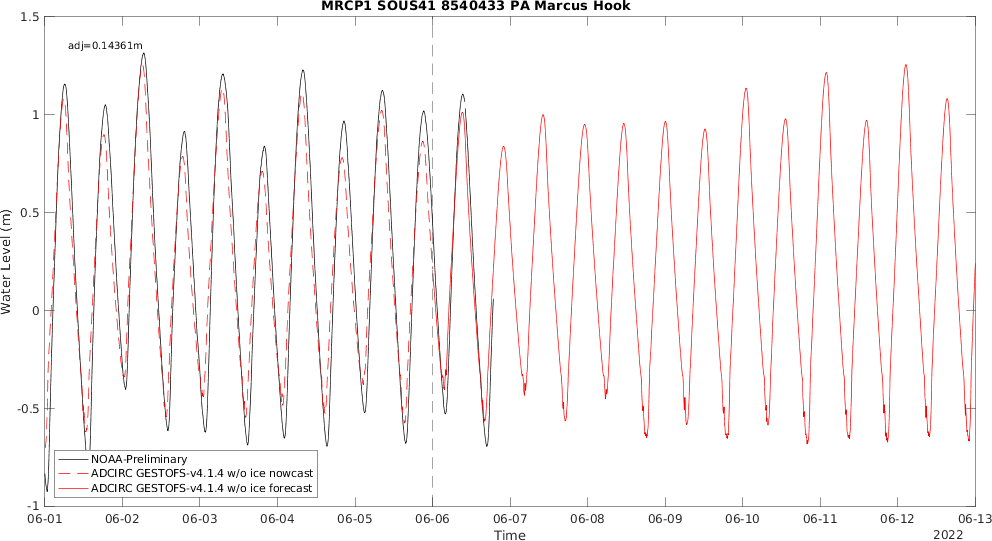 MRCP1 SOUS41 8540433 PA Marcus Hook
adj=0.14361m
1.5
1
0.5
0
-0.5
-1
Water Level (m)
NOAA-Preliminary
ADCIRC GESTOFS-v4.1.4 w/o ice nowcast
ADCIRC GESTOFS-v4.1.4 w/o ice forecast
06-01 06-02 06-03 06-04 06-05 06-06 06-07 06-08 06-09 06-10 06-11 06-12 06-13
Time
2022